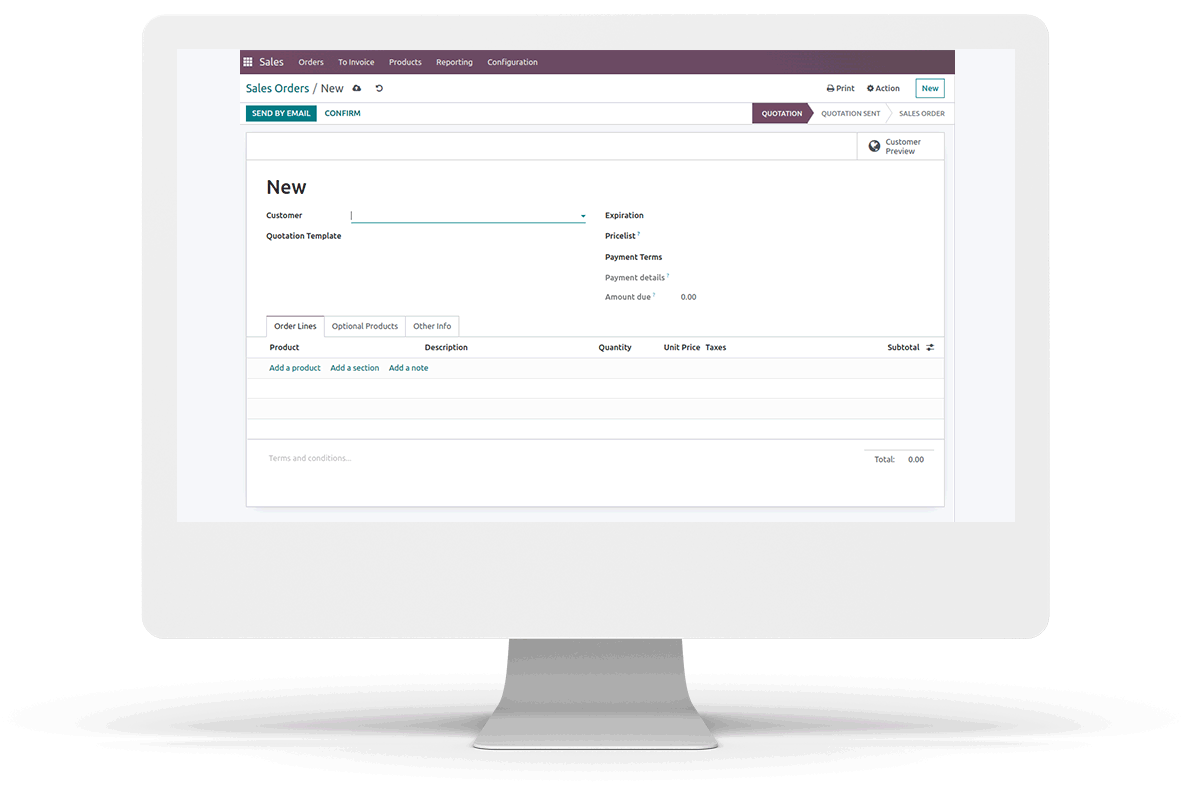 Sales Orders To Invoice Products Reporting Configuration
Sales Orders / New Print Action New
SEND BY EMAIL CONFIRM QUOTATION QUOTATION SENT SALES ORDER
Customer
Preview
New
Customer Expiration
Quotation Template Pricelist ?
Payment Terms
Payment details ?
Amount due ? 0.00
Order Lines Optional Products Other Info
Product Description Quantity Unit Price Taxes Subtotal
Add a product Add a section Add a note
Terms and conditions... Total: 0.00